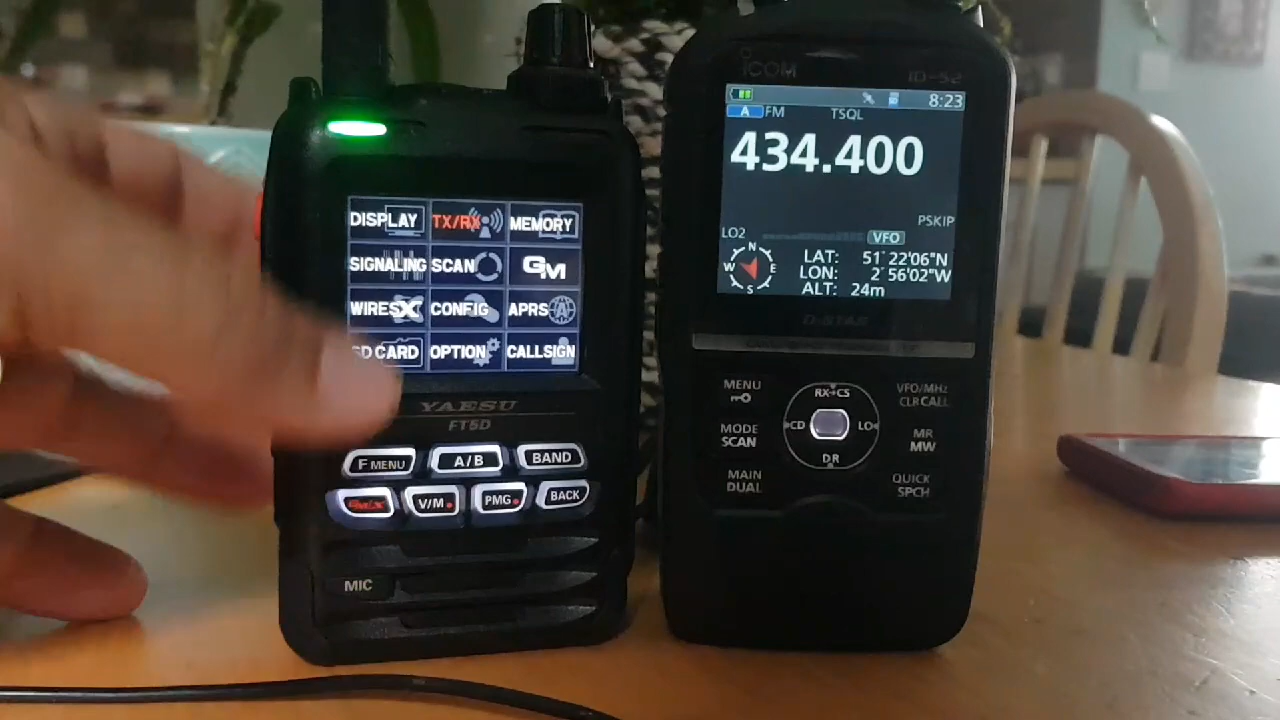 DISPLAY TX/RX MEMORY
SIGNALING SCAN GM
WIRES X CONFIG APRS
SD CARD OPTION CALLSIGN
YAESU
FT5D
F MENU A/B BAND
GM/X V/M PMG BACK
MIC
iCOM ID-52
8:23
A FM TSQL
434.400
PSKIP
LO2 VFO
N
W E
S
LAT: 51°22'06"N
LON: 2°56'02"W
ALT: 24m
D-STAR
MENU RX→CS VFO/MHz
CLR CALL
MODE CD LO MR
SCAN MW
MAIN DR QUICK
DUAL SPCH